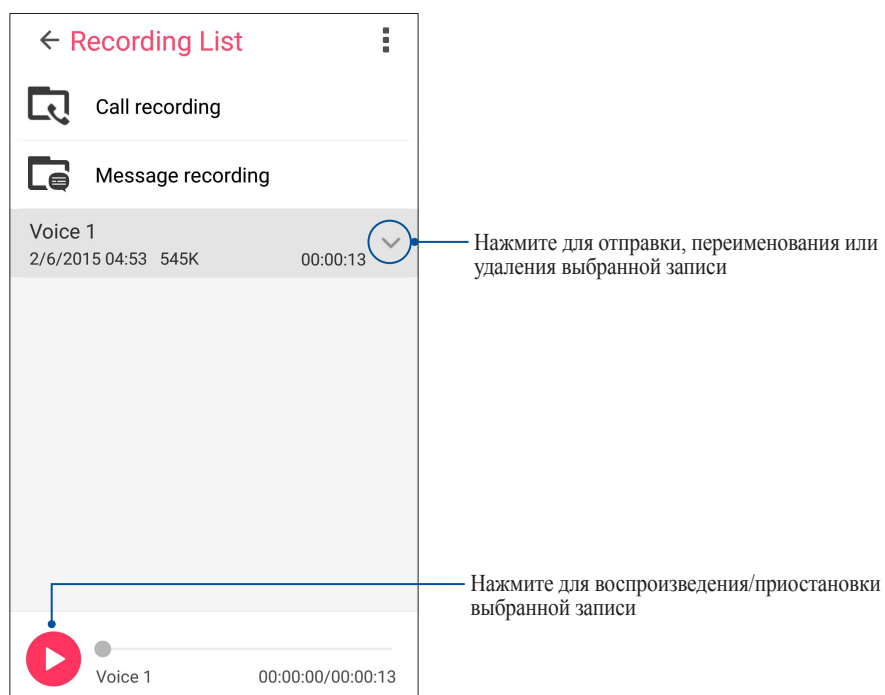 Recording List
Call recording
Message recording
Voice 1
2/6/2015 04:53 545K 00:00:13
Нажмите для отправки, переименования или
удаления выбранной записи
Нажмите для воспроизведения/приостановки
выбранной записи
Voice 1 00:00:00/00:00:13